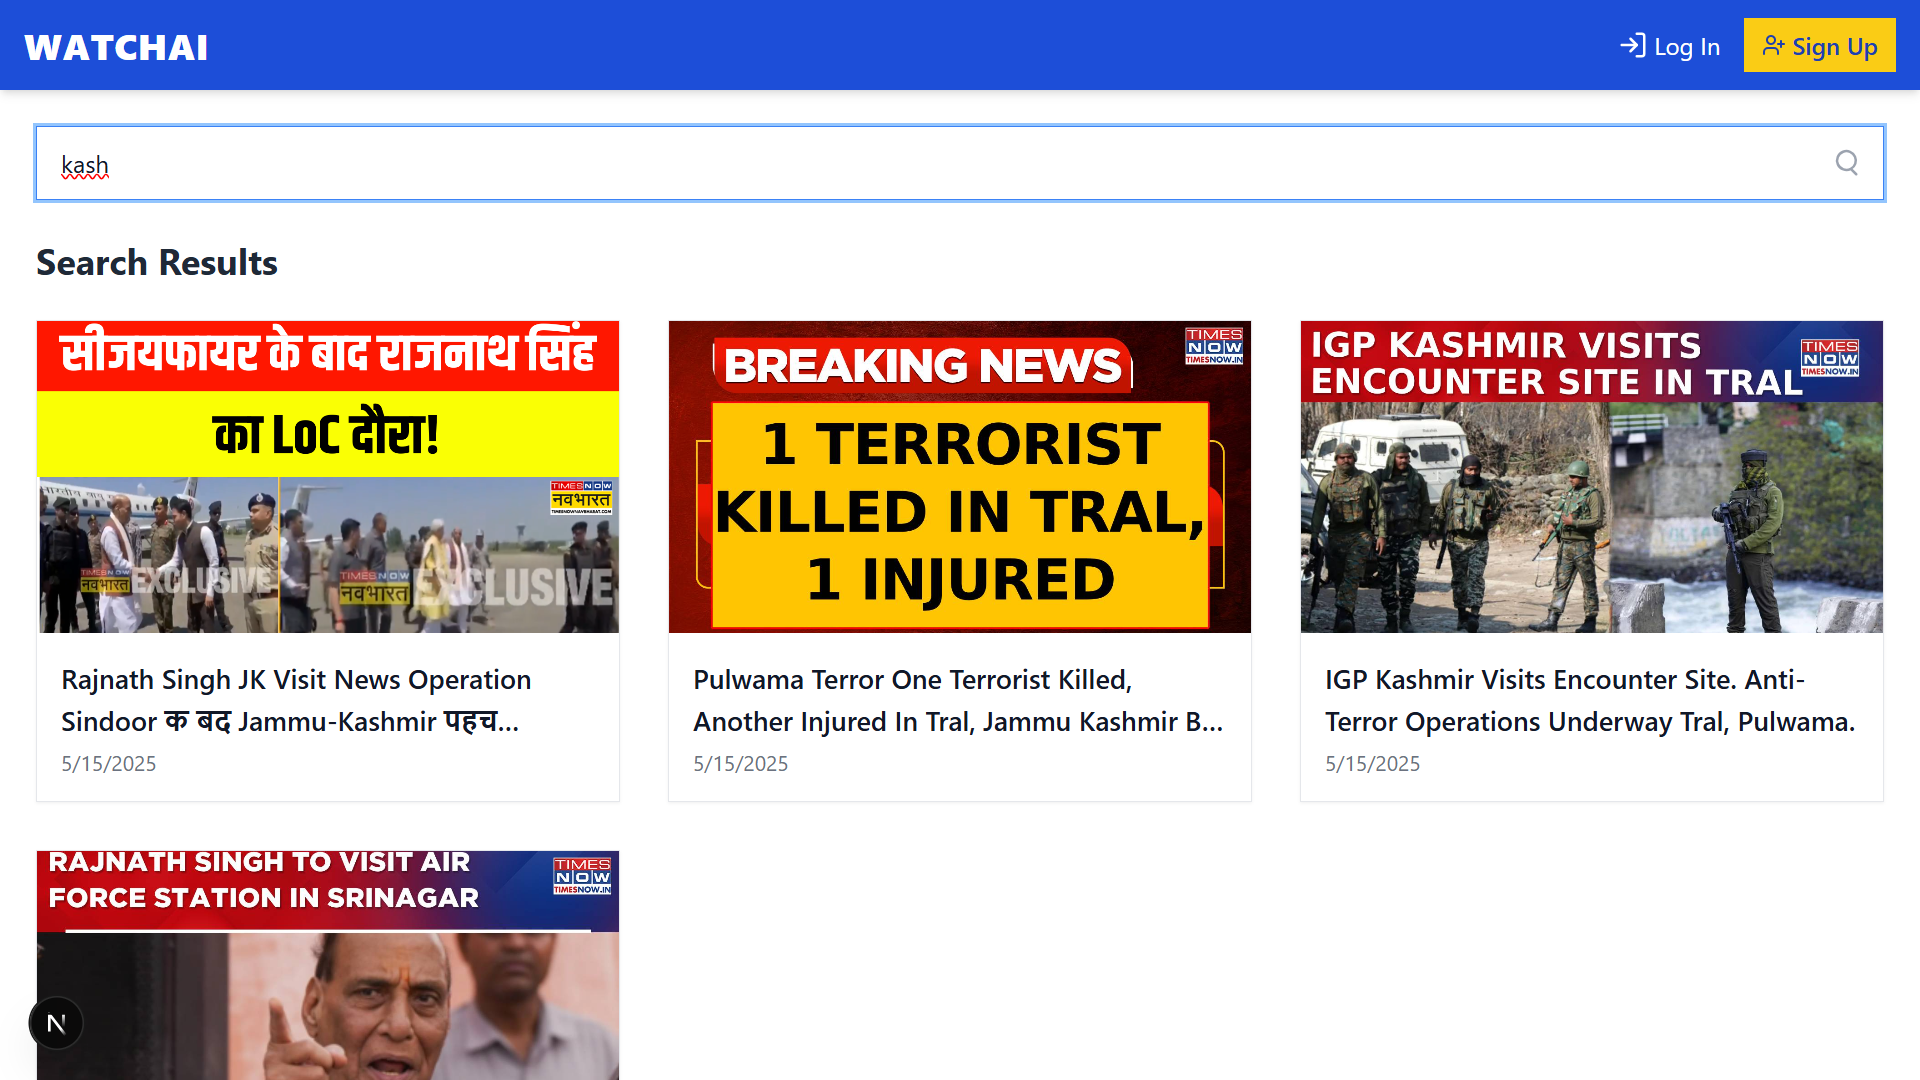 WATCHAI
Log In
Sign Up
kash
Search Results
सीजयफायर के बाद राजनाथ सिंह
का LoC दौरा!
TIMES NOW
नवभारत
TIMESNOWNAVBHARAT.COM
TIMES NOW
नवभारत
EXCLUSIVE
TIMES NOW
नवभारत
EXCLUSIVE
Rajnath Singh JK Visit News Operation
Sindoor क बद Jammu-Kashmir पहच...
5/15/2025
BREAKING NEWS
TIMES
NOW
TIMESNOW.IN
1 TERRORIST
KILLED IN TRAL,
1 INJURED
Pulwama Terror One Terrorist Killed,
Another Injured In Tral, Jammu Kashmir B...
5/15/2025
IGP KASHMIR VISITS
ENCOUNTER SITE IN TRAL
TIMES
NOW
TIMESNOW.IN
IGP Kashmir Visits Encounter Site. Anti-
Terror Operations Underway Tral, Pulwama.
5/15/2025
RAJNATH SINGH TO VISIT AIR
FORCE STATION IN SRINAGAR
TIMES
NOW
TIMESNOW.IN
N